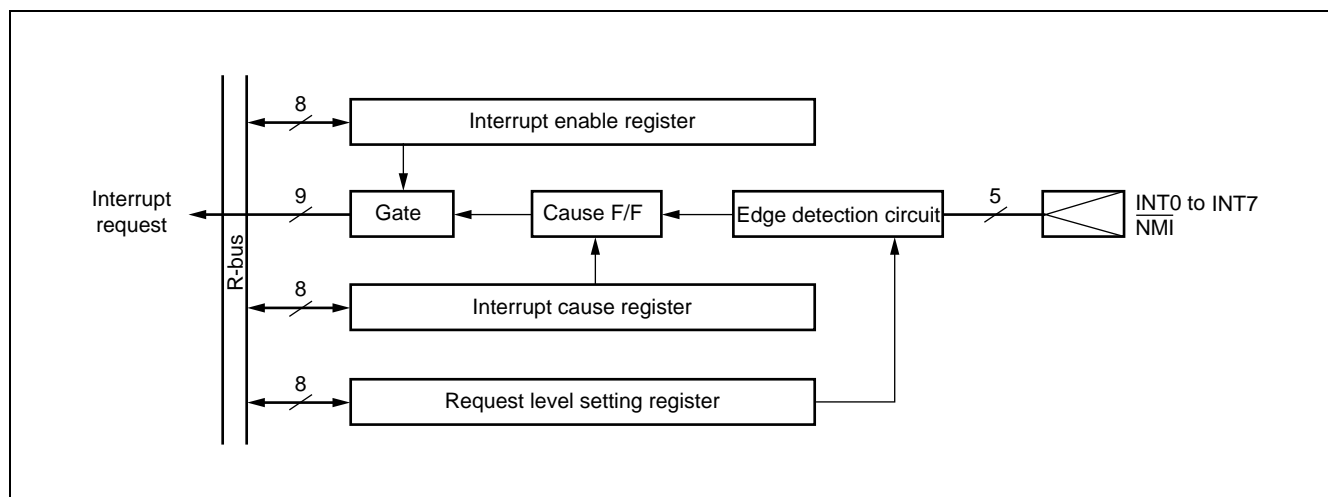 8
Interrupt enable register
Interrupt
request
9
Gate
Cause F/F
Edge detection circuit
5
INT0 to INT7
NMI
R-bus
8
Interrupt cause register
8
Request level setting register